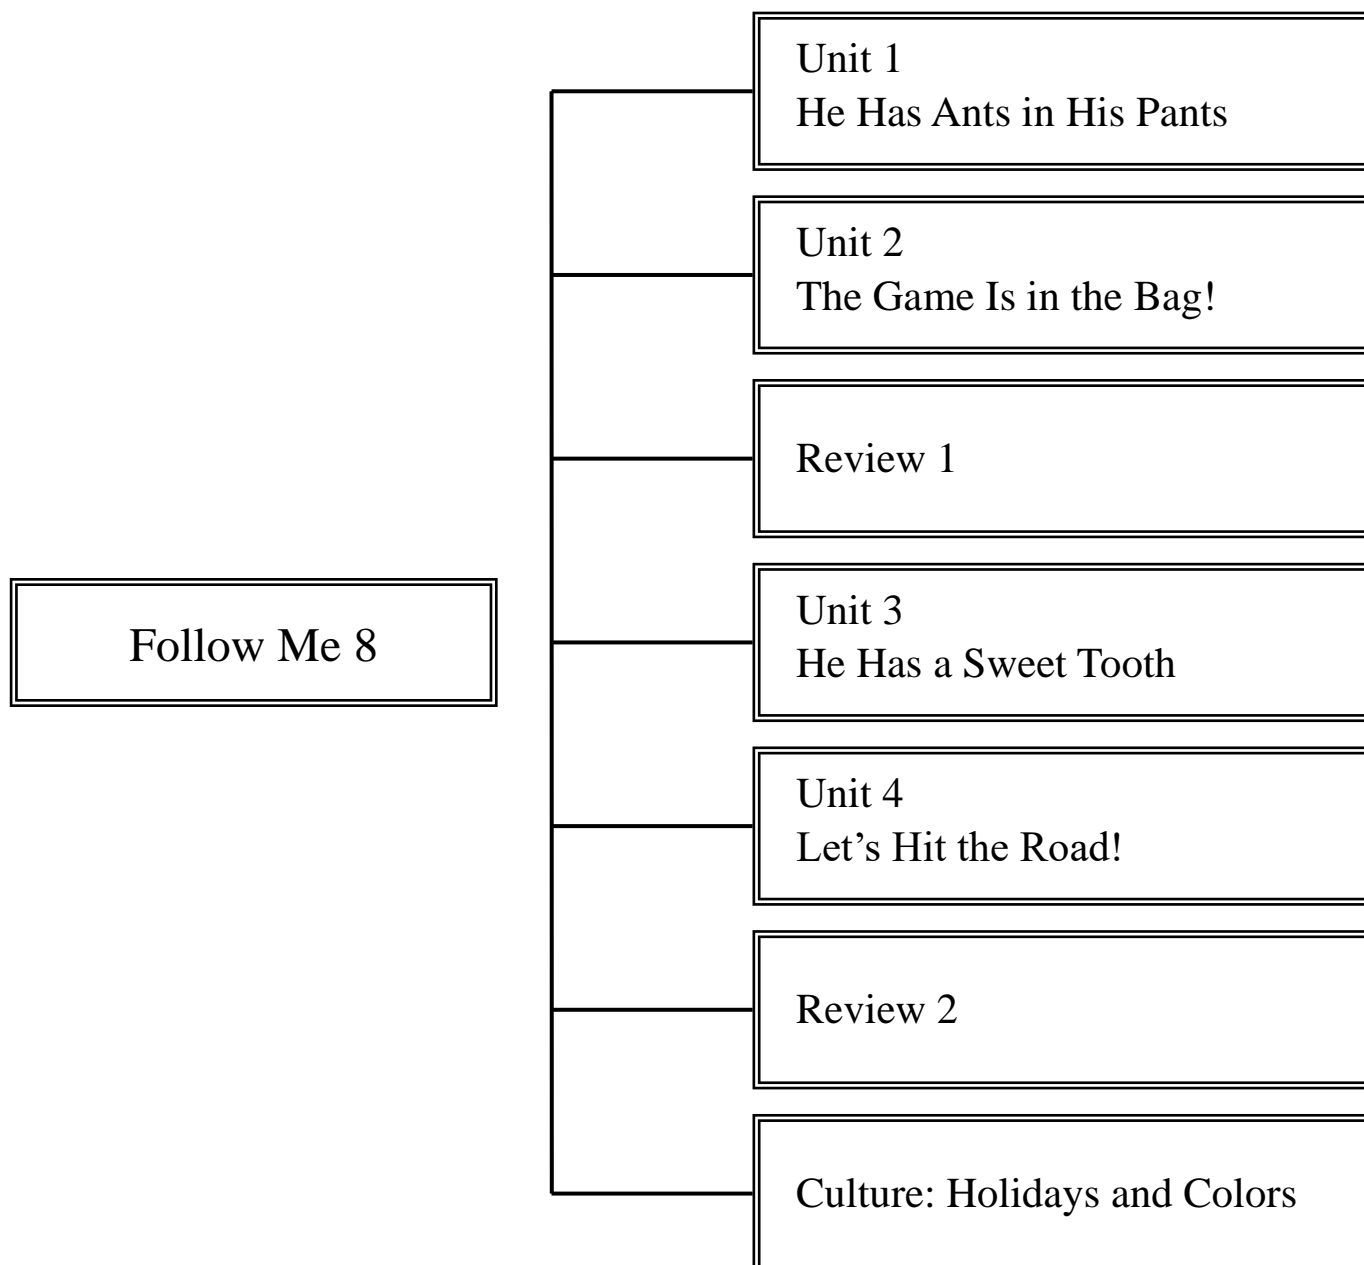 Follow Me 8
Unit 1
He Has Ants in His Pants
Unit 2
The Game Is in the Bag!
Review 1
Unit 3
He Has a Sweet Tooth
Unit 4
Let’s Hit the Road!
Review 2
Culture: Holidays and Colors